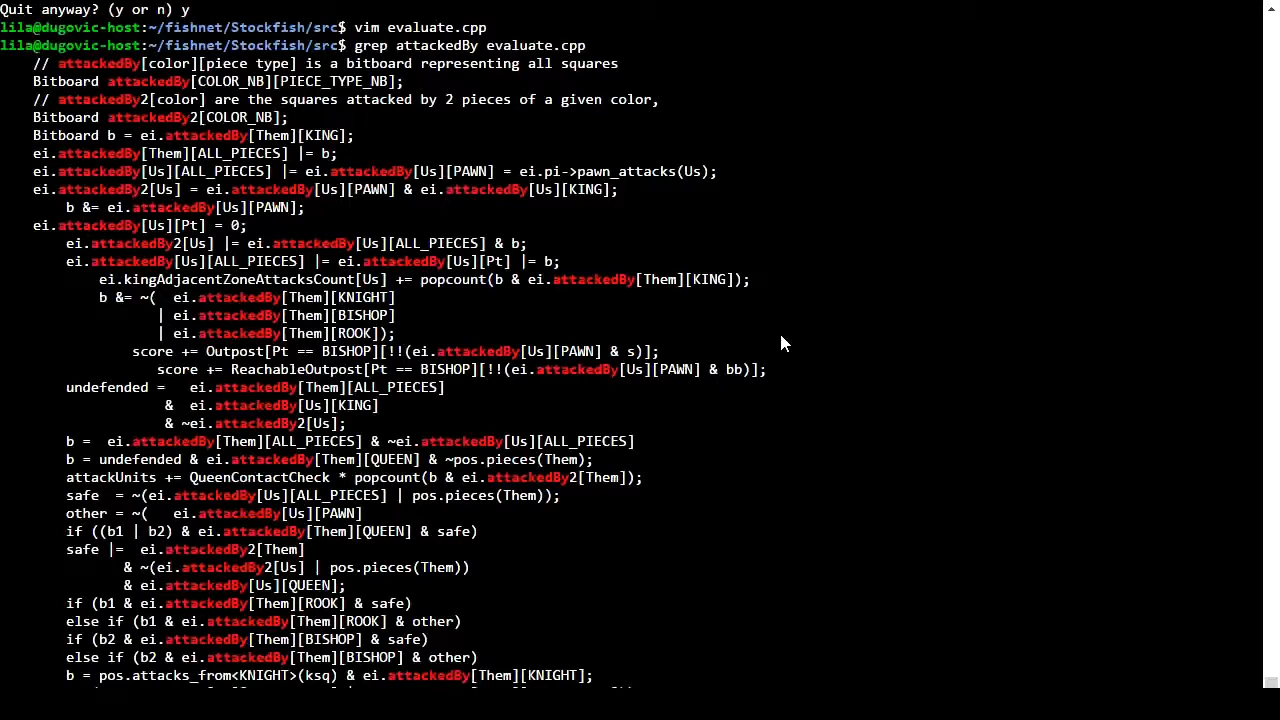 Quit anyway? (y or n) y
lila@dugovic-host:~/fishnet/Stockfish/src$ vim evaluate.cpp
lila@dugovic-host:~/fishnet/Stockfish/src$ grep attackedBy evaluate.cpp
    // attackedBy[color][piece type] is a bitboard representing all squares
    Bitboard attackedBy[COLOR_NB][PIECE_TYPE_NB];
    // attackedBy2[color] are the squares attacked by 2 pieces of a given color,
    Bitboard attackedBy2[COLOR_NB];
    Bitboard b = ei.attackedBy[Them][KING];
    ei.attackedBy[Them][ALL_PIECES] |= b;
    ei.attackedBy[Us][ALL_PIECES] |= ei.attackedBy[Us][PAWN] = ei.pi->pawn_attacks(Us);
    ei.attackedBy2[Us] = ei.attackedBy[Us][PAWN] & ei.attackedBy[Us][KING];
        b &= ei.attackedBy[Us][PAWN];
    ei.attackedBy[Us][Pt] = 0;
        ei.attackedBy2[Us] |= ei.attackedBy[Us][ALL_PIECES] & b;
        ei.attackedBy[Us][ALL_PIECES] |= ei.attackedBy[Us][Pt] |= b;
            ei.kingAdjacentZoneAttacksCount[Us] += popcount(b & ei.attackedBy[Them][KING]);
            b &= ~(  ei.attackedBy[Them][KNIGHT]
                   | ei.attackedBy[Them][BISHOP]
                   | ei.attackedBy[Them][ROOK]);
                score += Outpost[Pt == BISHOP][!!(ei.attackedBy[Us][PAWN] & s)];
                   score += ReachableOutpost[Pt == BISHOP][!!(ei.attackedBy[Us][PAWN] & bb)];
        undefended =   ei.attackedBy[Them][ALL_PIECES]
                    &  ei.attackedBy[Us][KING]
                    & ~ei.attackedBy2[Us];
        b =  ei.attackedBy[Them][ALL_PIECES] & ~ei.attackedBy[Us][ALL_PIECES]
        b = undefended & ei.attackedBy[Them][QUEEN] & ~pos.pieces(Them);
        attackUnits += QueenContactCheck * popcount(b & ei.attackedBy2[Them]);
        safe  = ~(ei.attackedBy[Us][ALL_PIECES] | pos.pieces(Them));
        other = ~(   ei.attackedBy[Us][PAWN]
        if ((b1 | b2) & ei.attackedBy[Them][QUEEN] & safe)
        safe |=  ei.attackedBy2[Them]
               & ~(ei.attackedBy2[Us] | pos.pieces(Them))
               & ei.attackedBy[Us][QUEEN];
        if (b1 & ei.attackedBy[Them][ROOK] & safe)
        else if (b1 & ei.attackedBy[Them][ROOK] & other)
        if (b2 & ei.attackedBy[Them][BISHOP] & safe)
        else if (b2 & ei.attackedBy[Them][BISHOP] & other)
        b = pos.attacks_from<KNIGHT>(ksq) & ei.attackedBy[Them][KNIGHT];